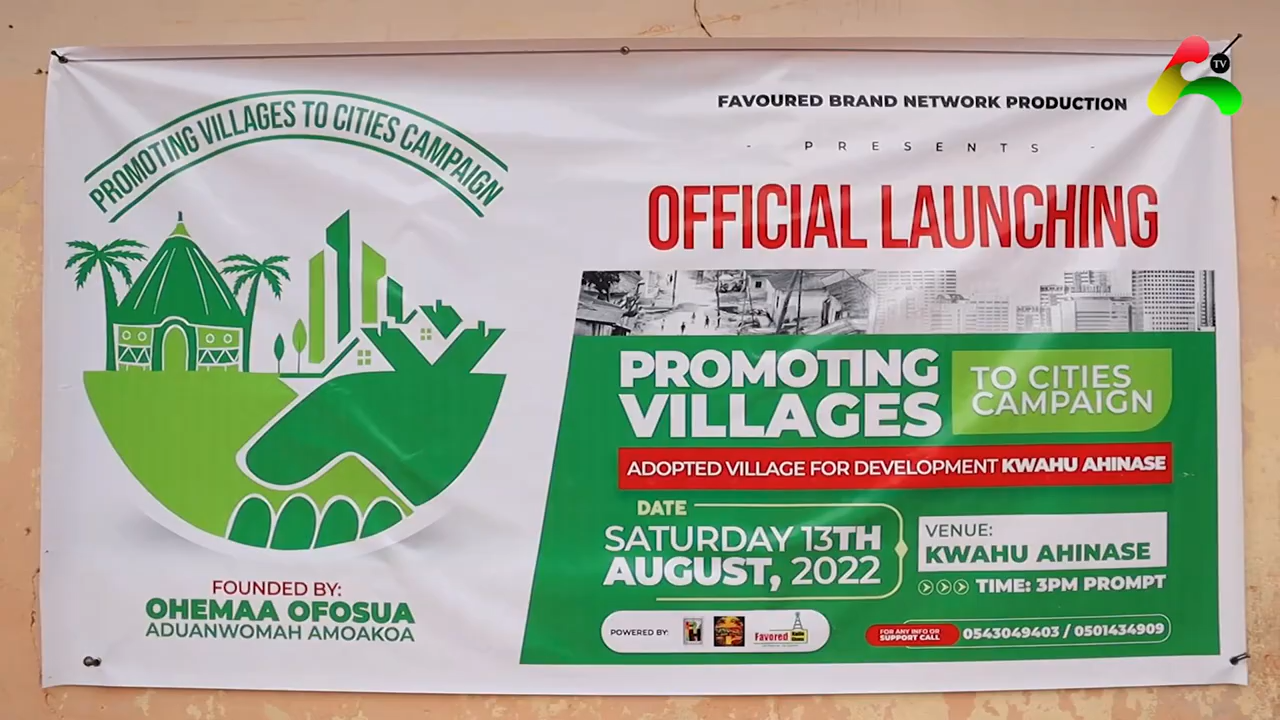 TV
PROMOTING VILLAGES TO CITIES CAMPAIGN
FOUNDED BY:
OHEMAA OFOSUA
ADUANWOMAH AMOAKOA
FAVOURED BRAND NETWORK PRODUCTION
- PRESENTS -
OFFICIAL LAUNCHING
PROMOTING
VILLAGES
TO CITIES
CAMPAIGN
ADOPTED VILLAGE FOR DEVELOPMENT KWAHU AHINASE
DATE
SATURDAY 13TH
AUGUST, 2022
VENUE:
KWAHU AHINASE
TIME: 3PM PROMPT
POWERED BY:
Favored
FOR ANY INFO OR
SUPPORT CALL
0543049403 / 0501434909